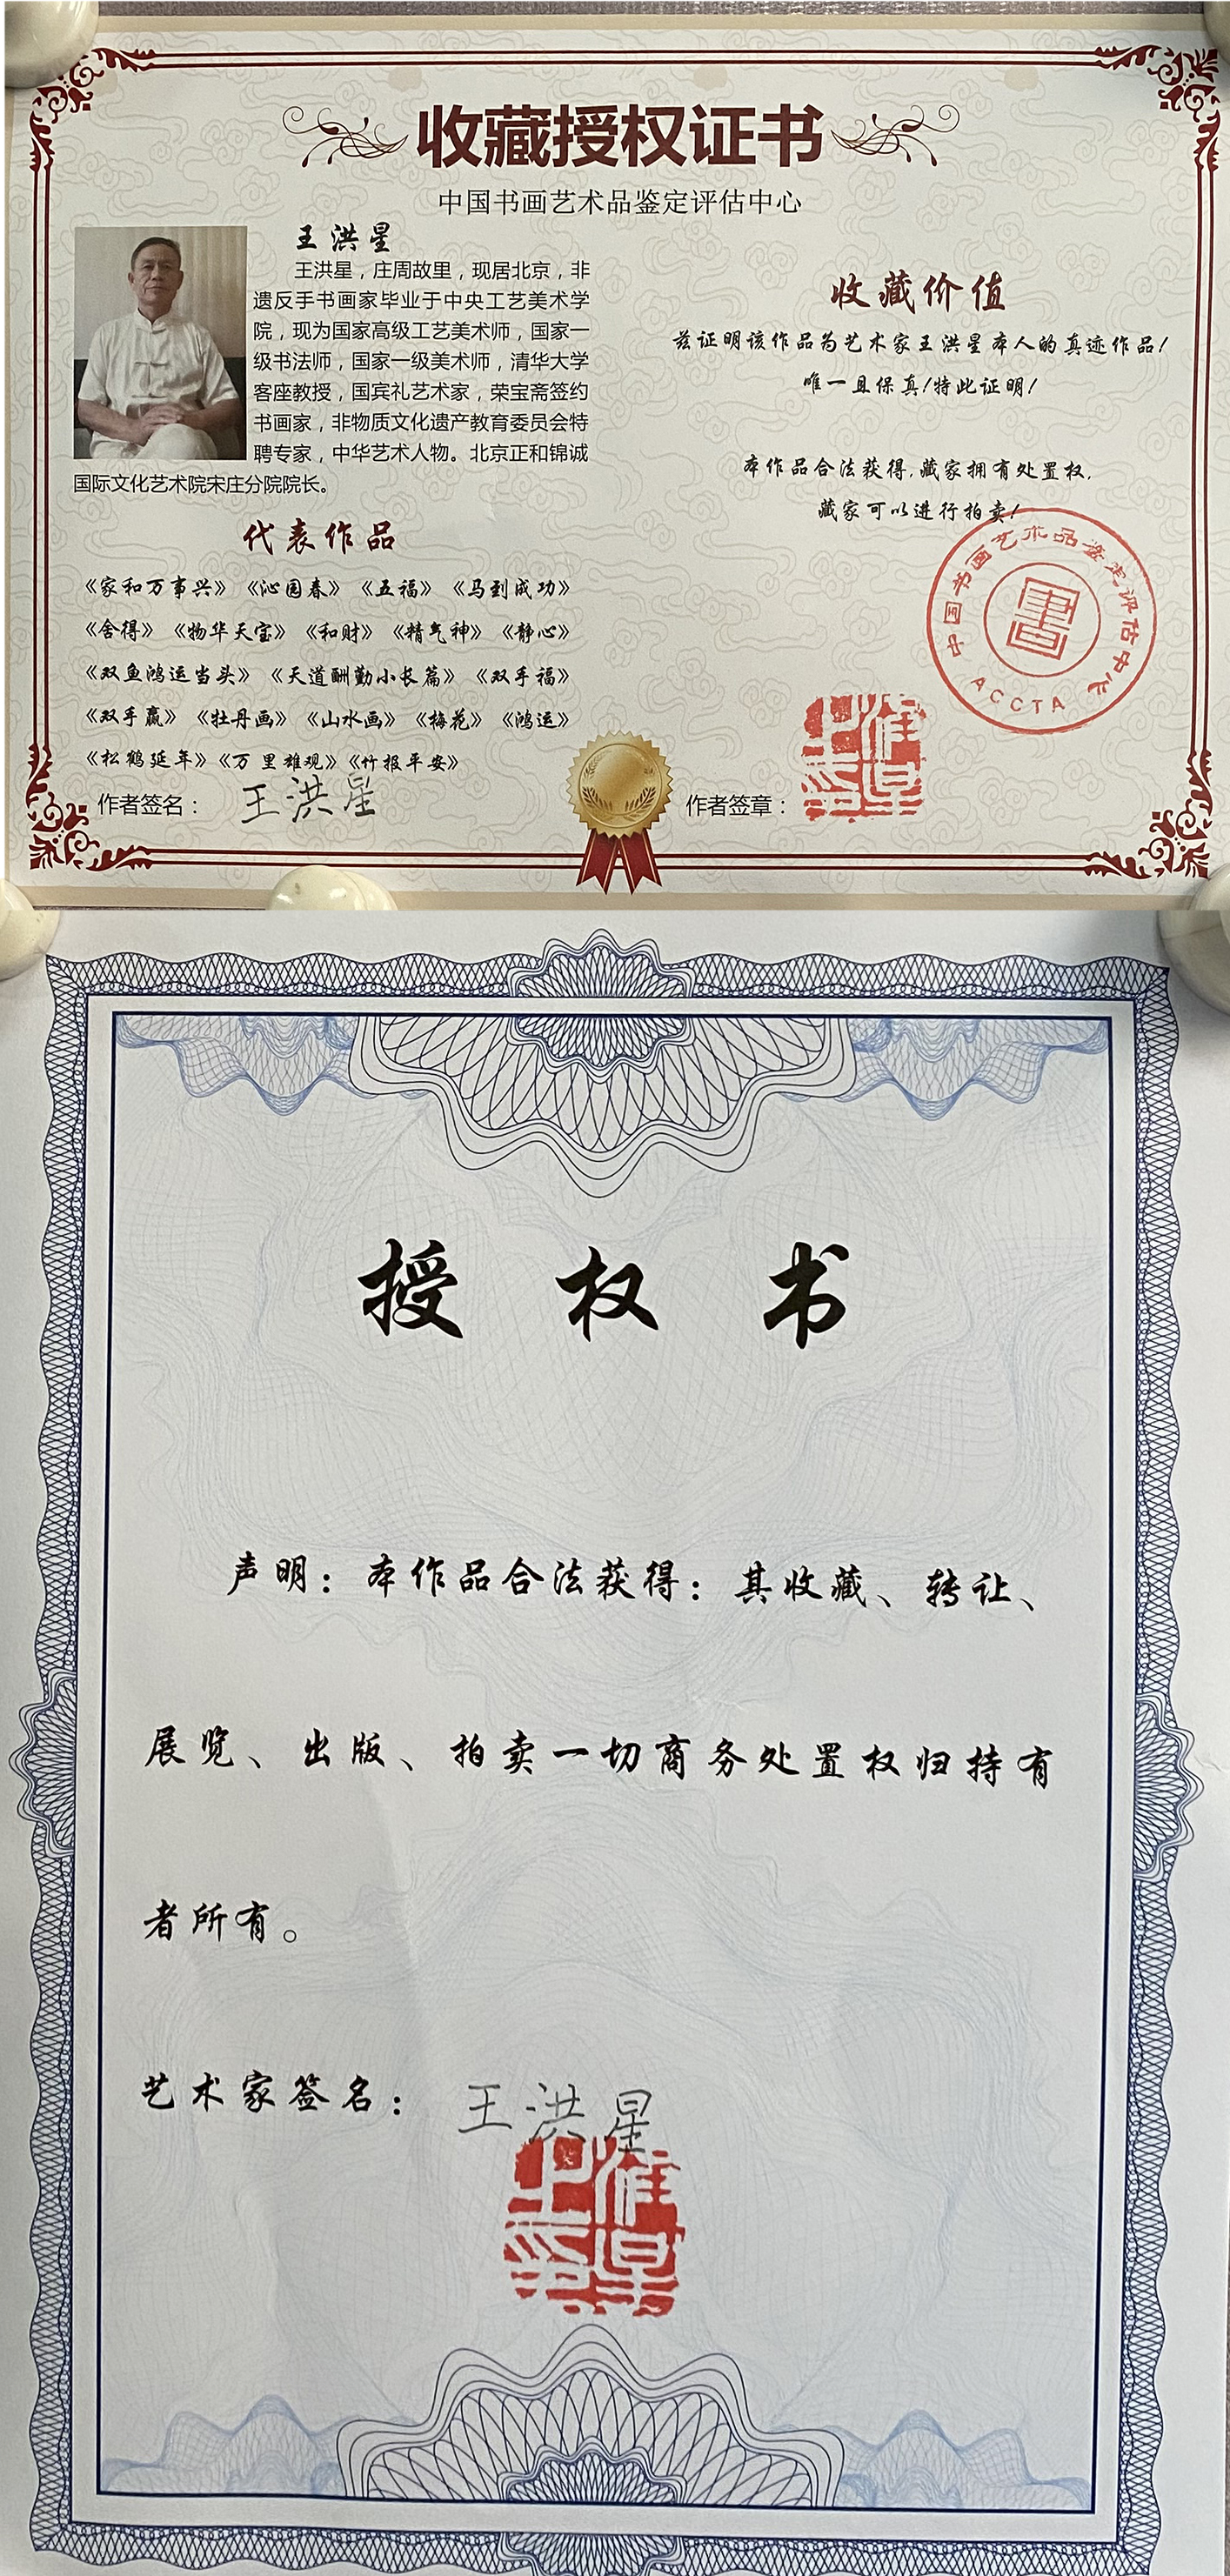 收藏授权证书
中国书画艺术品鉴定评估中心
王洪星
王洪星，庄周故里，现居北京，非
遗反手书画家毕业于中央工艺美术学
院，现为国家高级工艺美术师，国家一
级书法师，国家一级美术师，清华大学
客座教授，国宾礼艺术家，荣宝斋签约
书画家，非物质文化遗产教育委员会特
聘专家，中华艺术人物。北京正和锦诚
国际文化艺术院宋庄分院院长。
代表作品
《家和万事兴》《沁园春》《五福》《马到成功》
《舍得》《物华天宝》《和财》《精气神》《静心》
《双鱼鸿运当头》《天道酬勤小长篇》《双手福》
《双手赢》《牡丹画》《山水画》《梅花》《鸿运》
《松鹤延年》《万里雄观》《竹报平安》
作者签名：王洪星
收藏价值
兹证明该作品为艺术家王洪星本人的真迹作品！
唯一且保真！特此证明！
本作品合法获得，藏家拥有处置权，
藏家可以进行拍卖！
中国书画艺术品鉴定评估中心
ACCTA
作者签章：
授权书
声明：本作品合法获得：其收藏、转让、
展览、出版、拍卖一切商务处置权归持有
者所有。
艺术家签名：王洪星